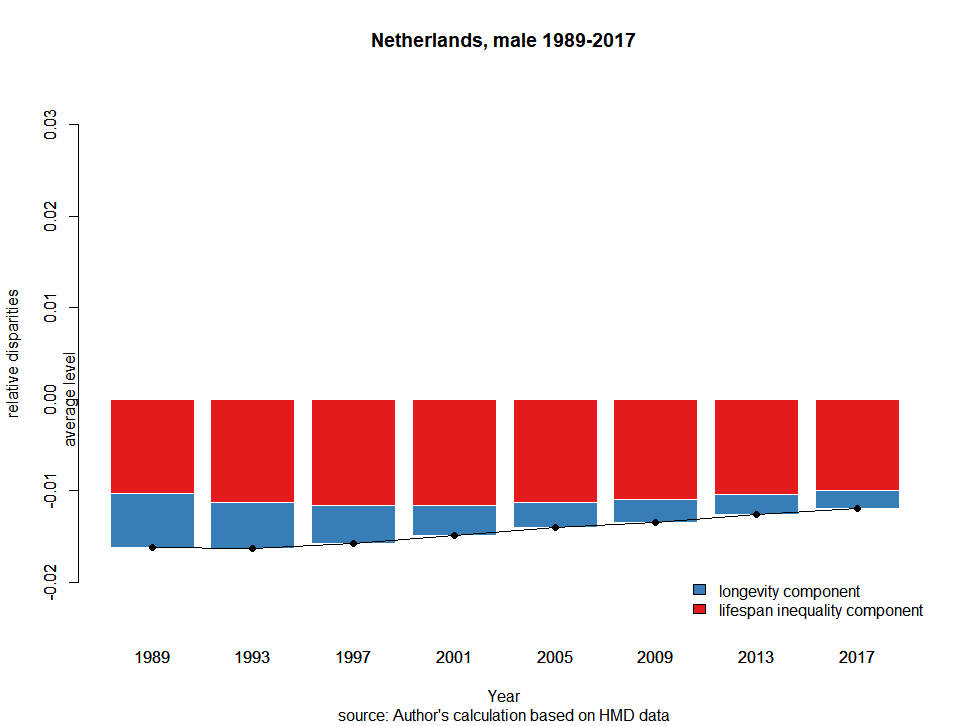 Netherlands, male 1989-2017
relative disparities
average level
0.03
0.02
0.01
0.00
-0.01
-0.02
longevity component
lifespan inequality component
1989 1993 1997 2001 2005 2009 2013 2017
Year
source: Author's calculation based on HMD data